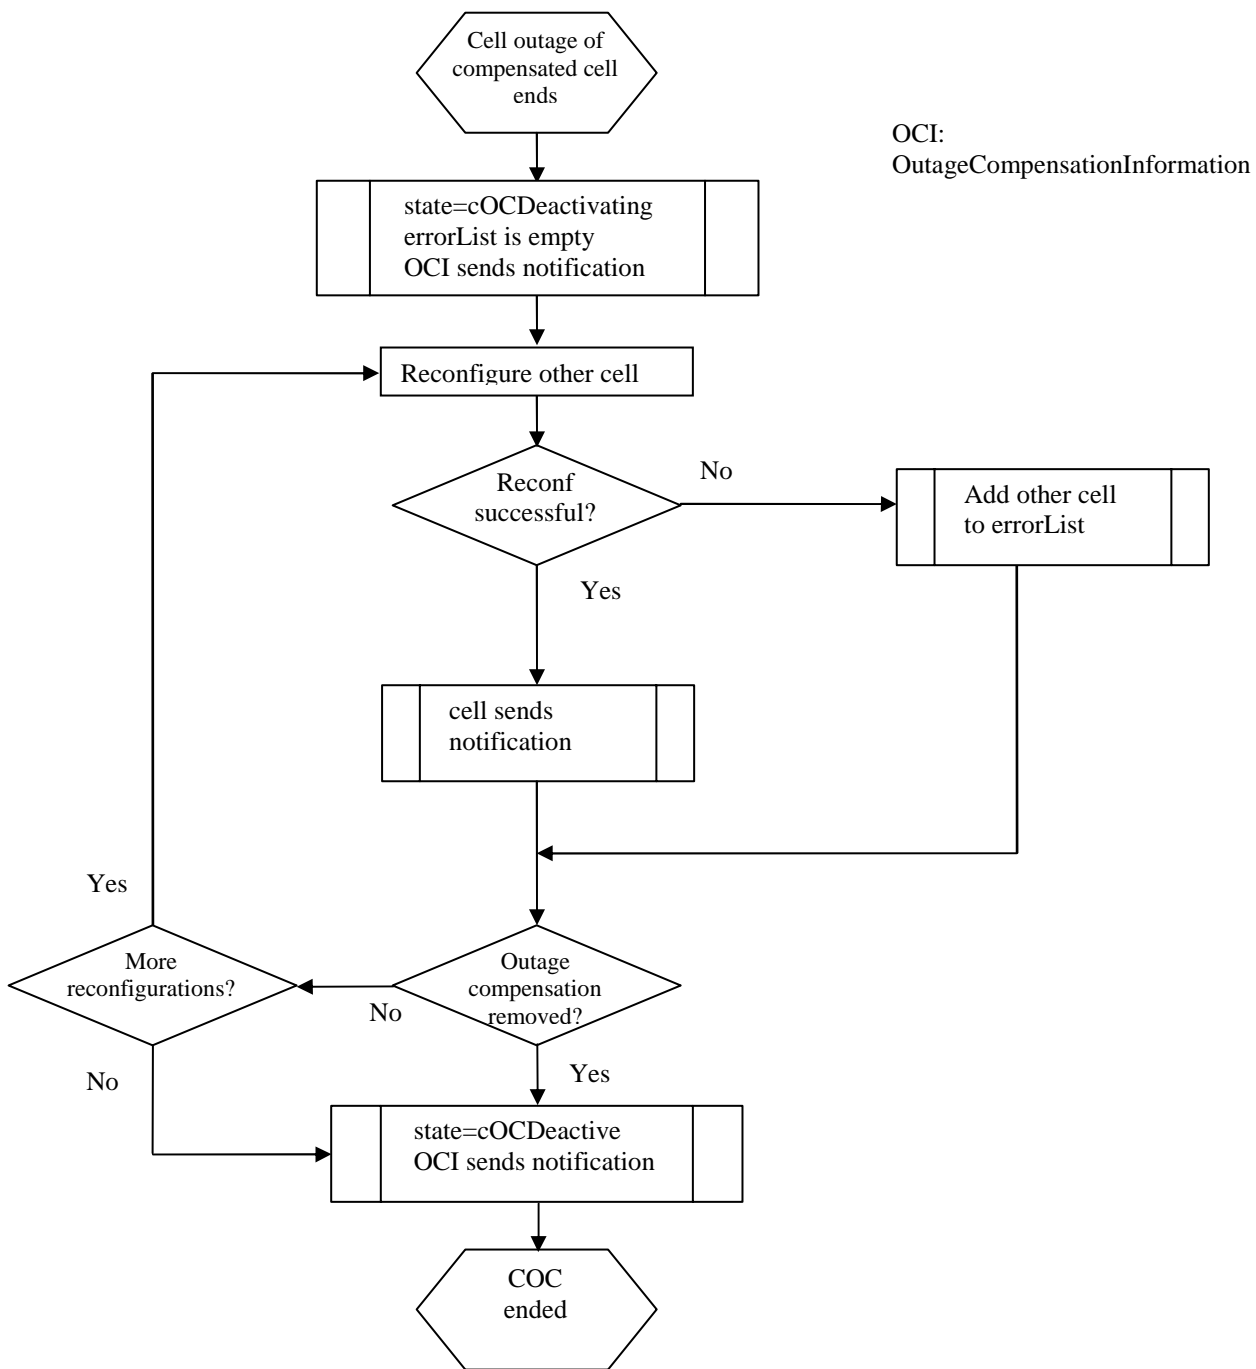 Cell outage of
compensated cell
ends
OCI:
OutageCompensationInformation
state=cOCDeactivating
errorList is empty
OCI sends notification
Reconfigure other cell
Reconf
successful?
No
Add other cell
to errorList
Yes
cell sends
notification
Yes
More
reconfigurations?
Outage
compensation
removed?
No
No
Yes
state=cOCDeactive
OCI sends notification
COC
ended